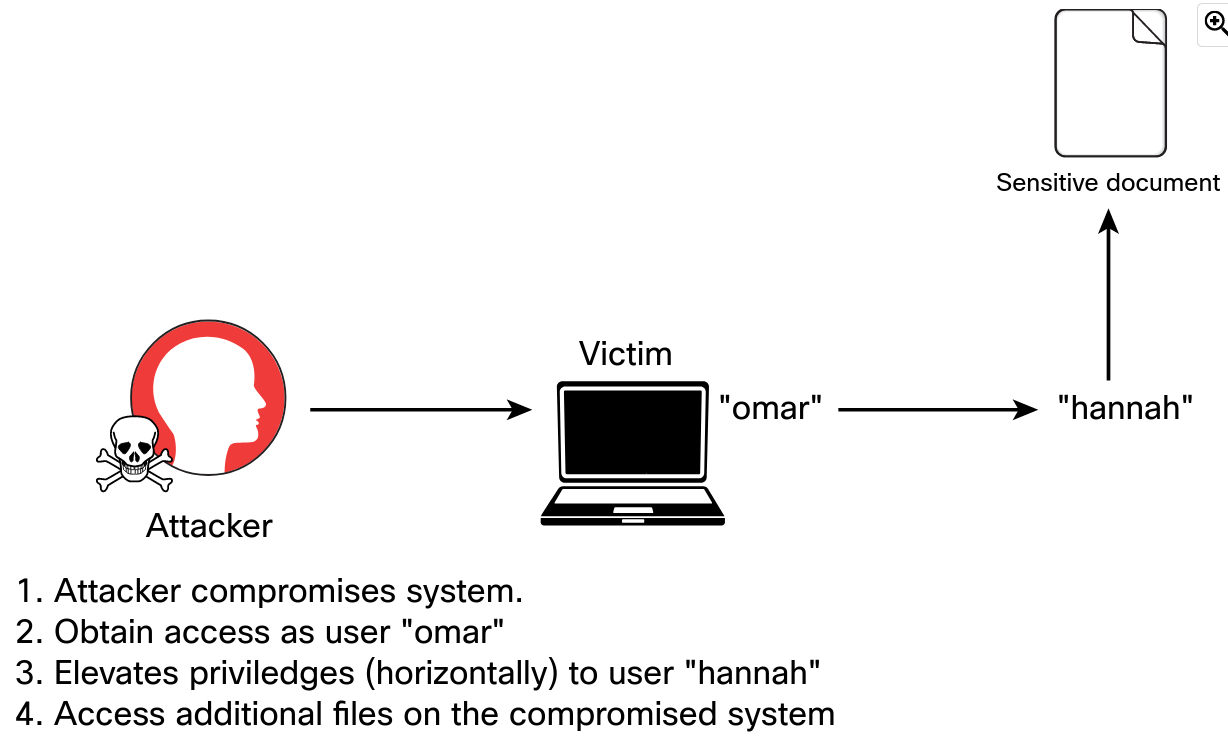 Sensitive document
Victim
"omar"
"hannah"
Attacker
1. Attacker compromises system.
2. Obtain access as user "omar"
3. Elevates priviledges (horizontally) to user "hannah"
4. Access additional files on the compromised system